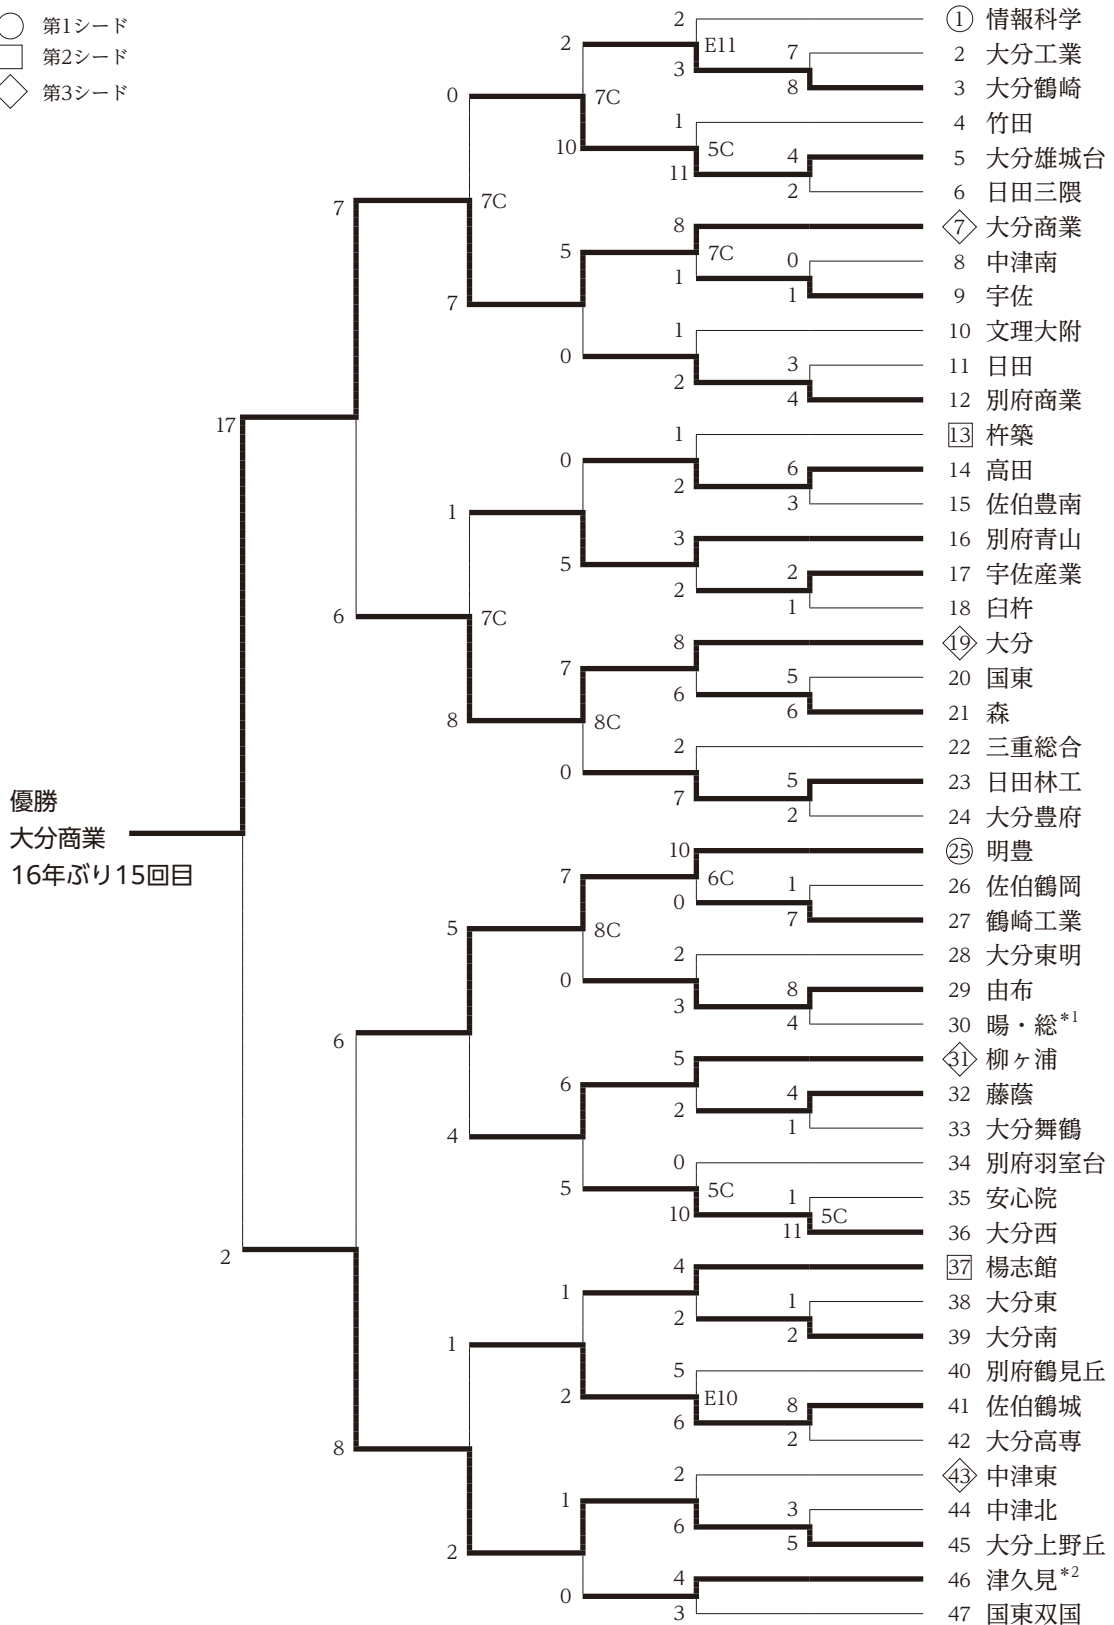 第1シード
第2シード
第3シード
2
① 情報科学
E11
2
7
2 大分工業
3
8
3 大分鶴崎
0
7C
1
4 竹田
10
5C
4
5 大分雄城台
11
2
6 日田三隈
7
7C
8
7 大分商業
5
7C
0
8 中津南
1
1
9 宇佐
7
1
10 文理大附
0
3
11 日田
2
4
12 別府商業
17
1
13 杵築
0
6
14 高田
2
3
15 佐伯豊南
1
3
16 別府青山
5
2
17 宇佐産業
2
1
18 臼杵
6
7C
8
19 大分
7
5
20 国東
6
6
21 森
8
8C
2
22 三重総合
0
5
23 日田林工
7
2
24 大分豊府
優勝
大分商業
16年ぶり15回目
10
㉕ 明豊
7
6C
1
26 佐伯鶴岡
0
7
27 鶴崎工業
5
8C
2
28 大分東明
0
8
29 由布
3
4
30 暘・総*1
6
5
31 柳ヶ浦
6
4
32 藤蔭
2
1
33 大分舞鶴
4
0
34 別府羽室台
5
5C
1
35 安心院
10
11
5C
36 大分西
2
4
37 楊志館
1
1
38 大分東
2
2
39 大分南
1
5
40 別府鶴見丘
2
E10
8
41 佐伯鶴城
6
2
42 大分高専
8
2
43 中津東
1
3
44 中津北
6
5
45 大分上野丘
2
4
46 津久見*2
0
3
47 国東双国